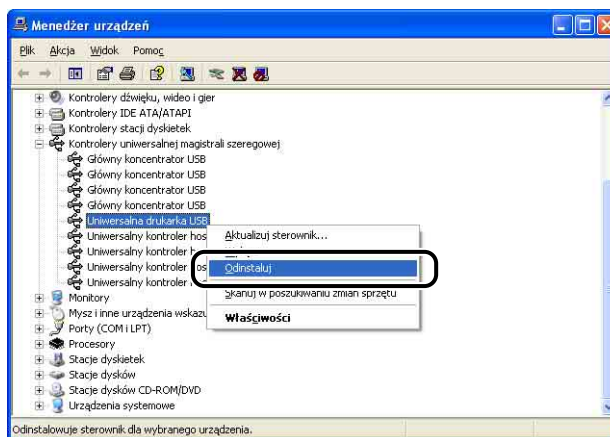 Menedżer urządzeń
Plik Akcja Widok Pomoc
Kontrolery dźwięku, wideo i gier
Kontrolery IDE ATA/ATAPI
Kontrolery stacji dyskietek
Kontrolery uniwersalnej magistrali szeregowej
Główny koncentrator USB
Główny koncentrator USB
Główny koncentrator USB
Główny koncentrator USB
Uniwersalna drukarka USB
Uniwersalny kontroler hos
Uniwersalny kontroler h
Uniwersalny kontroler hos
Uniwersalny kontroler
Aktualizuj sterownik...
Odinstaluj
Skanuj w poszukiwaniu zmian sprzętu
Właściwości
Monitory
Mysz i inne urządzenia wskazu
Porty (COM i LPT)
Procesory
Stacje dyskietek
Stacje dysków
Stacje dysków CD-ROM/DVD
Urządzenia systemowe
Odinstalowuje sterownik dla wybranego urządzenia.